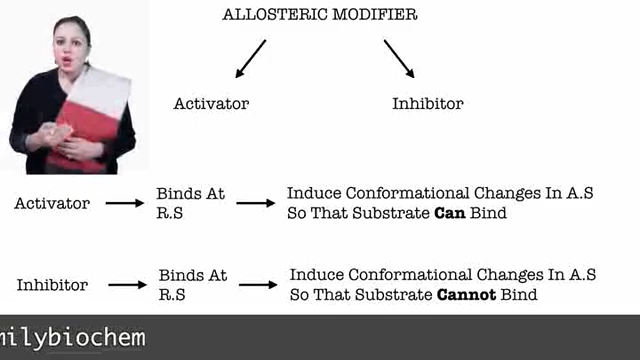 ALLOSTERIC MODIFIER
Activator
Inhibitor
Activator
Binds At
R.S
Induce Conformational Changes In A.S
So That Substrate Can Bind
Inhibitor
Binds At
R.S
Induce Conformational Changes In A.S
So That Substrate Cannot Bind
milybiochem